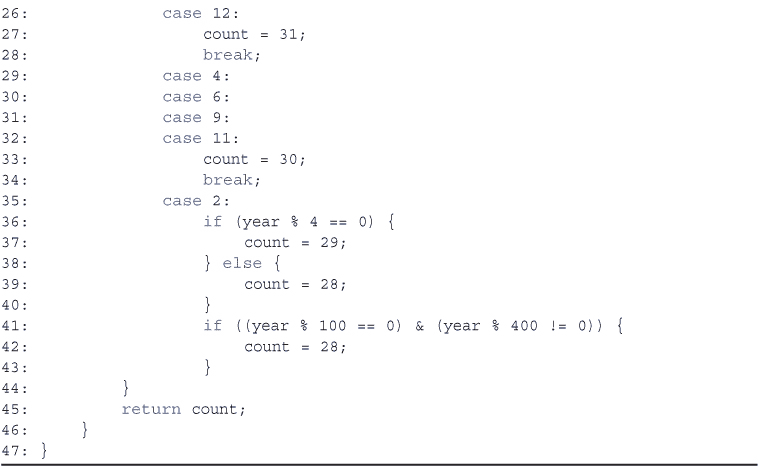 26:             case 12:
27:                 count = 31;
28:                 break;
29:             case 4:
30:             case 6:
31:             case 9:
32:             case 11:
33:                 count = 30;
34:                 break;
35:             case 2:
36:                 if (year % 4 == 0) {
37:                     count = 29;
38:                 } else {
39:                     count = 28;
40:                 }
41:                 if ((year % 100 == 0) & (year % 400 != 0)) {
42:                     count = 28;
43:                 }
44:         }
45:         return count;
46:     }
47: }